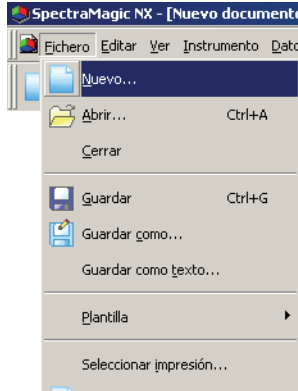 SpectraMagic NX - [Nuevo documento
Fichero Editar Ver Instrumento Dato
Nuevo...
Abrir... Ctrl+A
Cerrar
Guardar Ctrl+G
Guardar como...
Guardar como texto...
Plantilla
Seleccionar impresión...